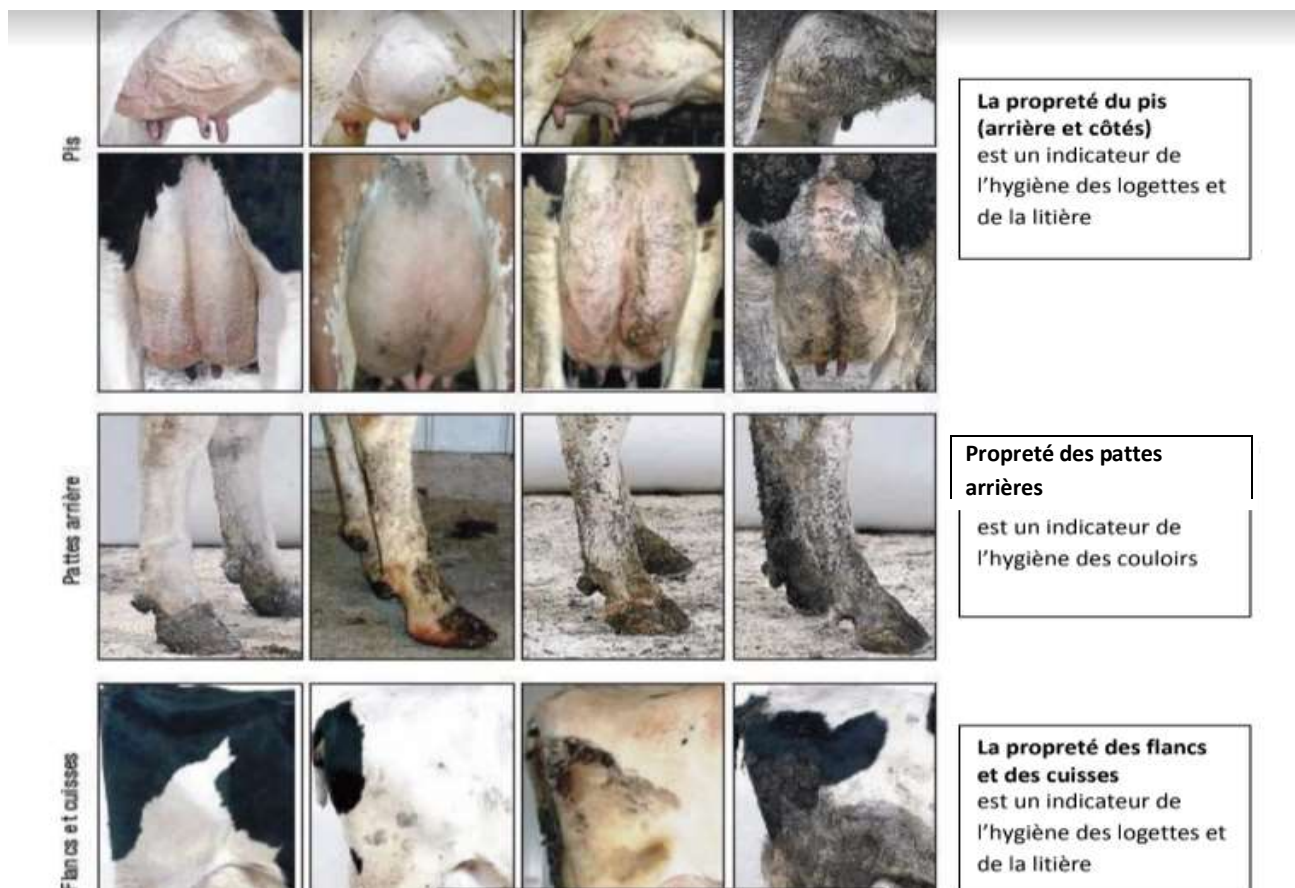 Pis
La propreté du pis
(arrière et côtés)
est un indicateur de
l'hygiène des logettes et
de la litière
Pattes arrière
Propreté des pattes
arrières
est un indicateur de
l'hygiène des couloirs
Flancs et cuisses
La propreté des flancs
et des cuisses
est un indicateur de
l'hygiène des logettes et
de la litière